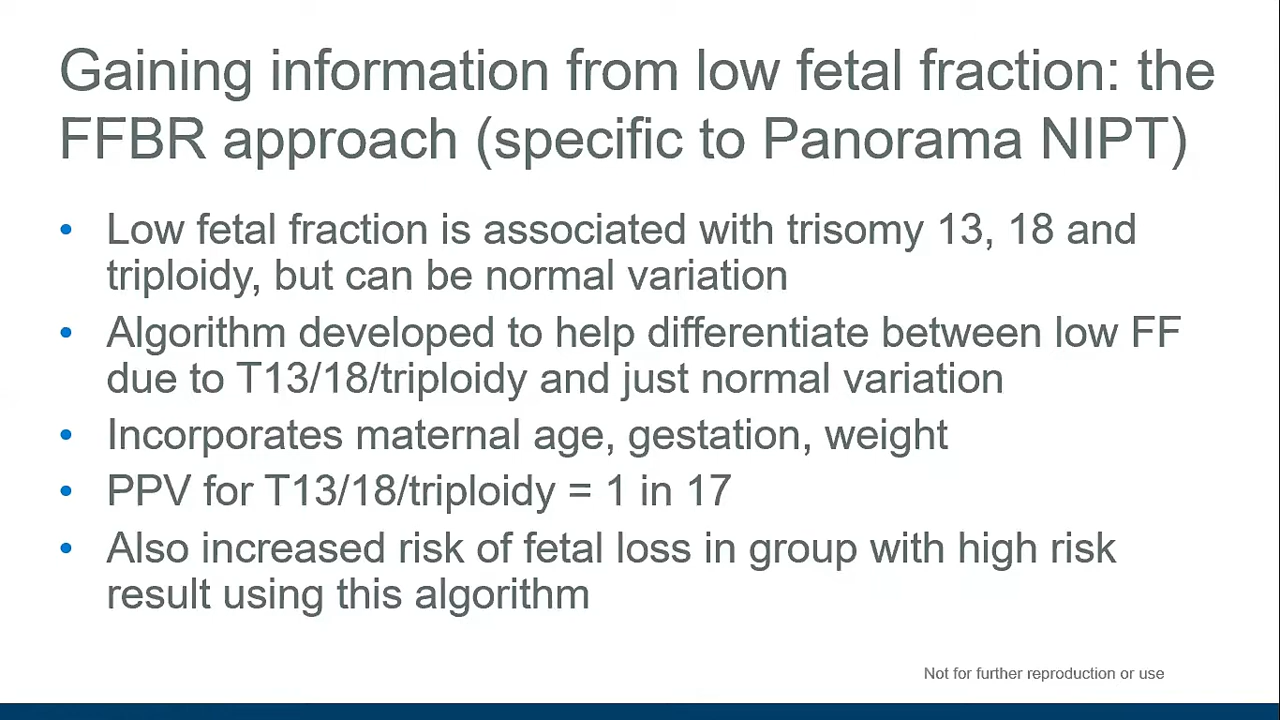 Gaining information from low fetal fraction: the
FFBR approach (specific to Panorama NIPT)
• Low fetal fraction is associated with trisomy 13, 18 and
triploidy, but can be normal variation
• Algorithm developed to help differentiate between low FF
due to T13/18/triploidy and just normal variation
• Incorporates maternal age, gestation, weight
• PPV for T13/18/triploidy = 1 in 17
• Also increased risk of fetal loss in group with high risk
result using this algorithm
Not for further reproduction or use